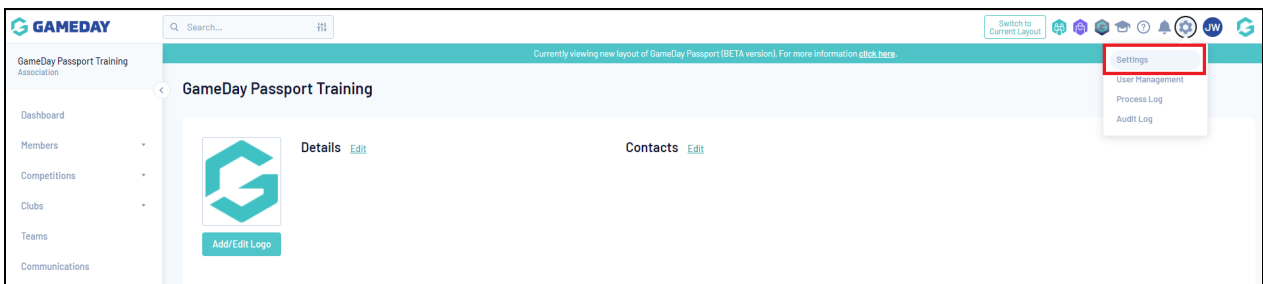 GAMEDAY
Search...
Switch to
Current Layout
JW
GameDay Passport Training
Association
Currently viewing new layout of GameDay Passport (BETA version). For more information click here.
Settings
User Management
Process Log
Audit Log
GameDay Passport Training
Dashboard
Members
Competitions
Clubs
Teams
Communications
Details Edit
Contacts Edit
Add/Edit Logo